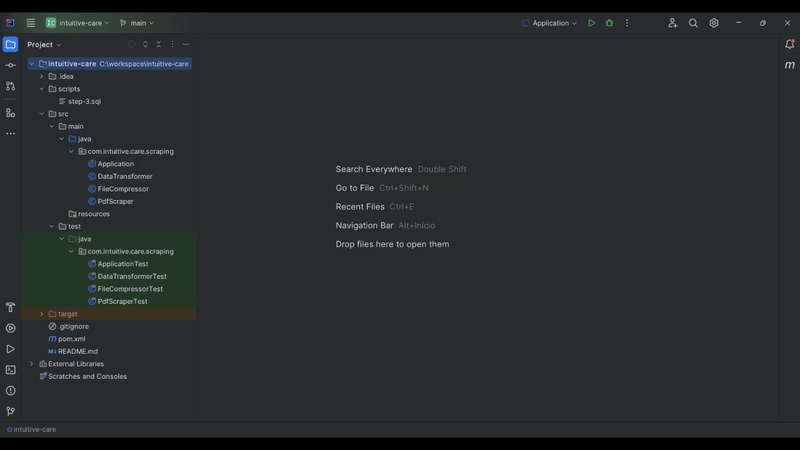 IC intuitive-care
main
Application
Project
intuitive-care C:\workspace\intuitive-care
.idea
scripts
step-3.sql
src
main
java
com.intuitive.care.scraping
Application
DataTransformer
FileCompressor
PdfScraper
resources
test
java
com.intuitive.care.scraping
ApplicationTest
DataTransformerTest
FileCompressorTest
PdfScraperTest
target
.gitignore
m pom.xml
M↓ README.md
External Libraries
Scratches and Consoles
Search Everywhere Double Shift
Go to File Ctrl+Shift+N
Recent Files Ctrl+E
Navigation Bar Alt+Início
Drop files here to open them
m
intuitive-care